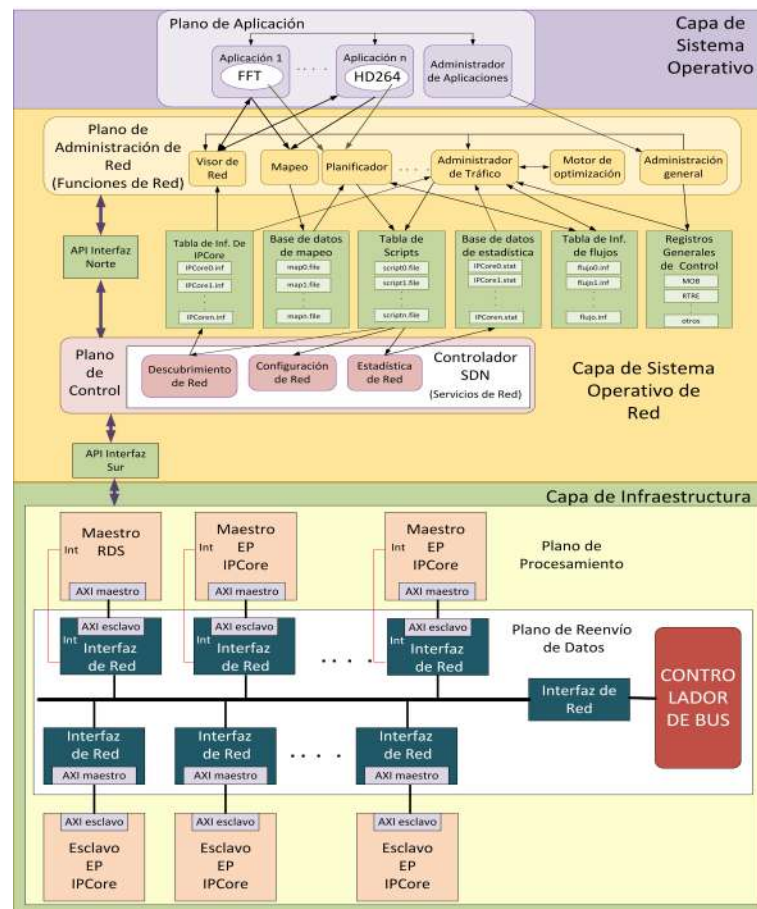 Plano de Aplicación
Capa de
Sistema
Operativo
Aplicación 1
FFT
. . . .
Aplicación n
HD264
Administrador
de Aplicaciones
Plano de
Administración de
Red
(Funciones de Red)
Visor de
Red
Mapeo
Planificador
. . . .
Administrador
de Tráfico
Motor de
optimización
Administración
general
API Interfaz
Norte
Tabla de Inf. De
IPCore
IPCore0.inf
IPCore1.inf
IPCoren.inf
Base de datos
de mapeo
map0.file
map1.file
mapn.file
Tabla de
Scripts
script0.file
script1.file
scriptn.file
Base de datos
de estadística
IPCore0.stat
IPCore1.stat
IPCoren.stat
Tabla de Inf.
de flujos
flujo0.inf
flujo1.inf
flujo.inf
Registros
Generales
de Control
MOB
RTRE
otros
Plano
de
Control
Descubrimiento
de Red
Configuración
de Red
Estadística
de Red
Controlador
SDN
(Servicios de Red)
Capa de Sistema
Operativo de
Red
API Interfaz
Sur
Capa de Infraestructura
Maestro
RDS
Int
AXI maestro
Maestro
EP
IPCore
Int
AXI maestro
Maestro
EP
IPCore
Int
AXI maestro
Plano de
Procesamiento
AXI esclavo
Int
Interfaz
de Red
AXI esclavo
Int
Interfaz
de Red
. . . .
AXI esclavo
Int
Interfaz
de Red
Plano de Reenvío
de Datos
Interfaz de
Red
CONTRO
LADOR
DE BUS
Interfaz
de Red
AXI maestro
Interfaz
de Red
AXI maestro
. . . .
Interfaz
de Red
AXI maestro
AXI esclavo
Esclavo
EP
IPCore
AXI esclavo
Esclavo
EP
IPCore
AXI esclavo
Esclavo
EP
IPCore